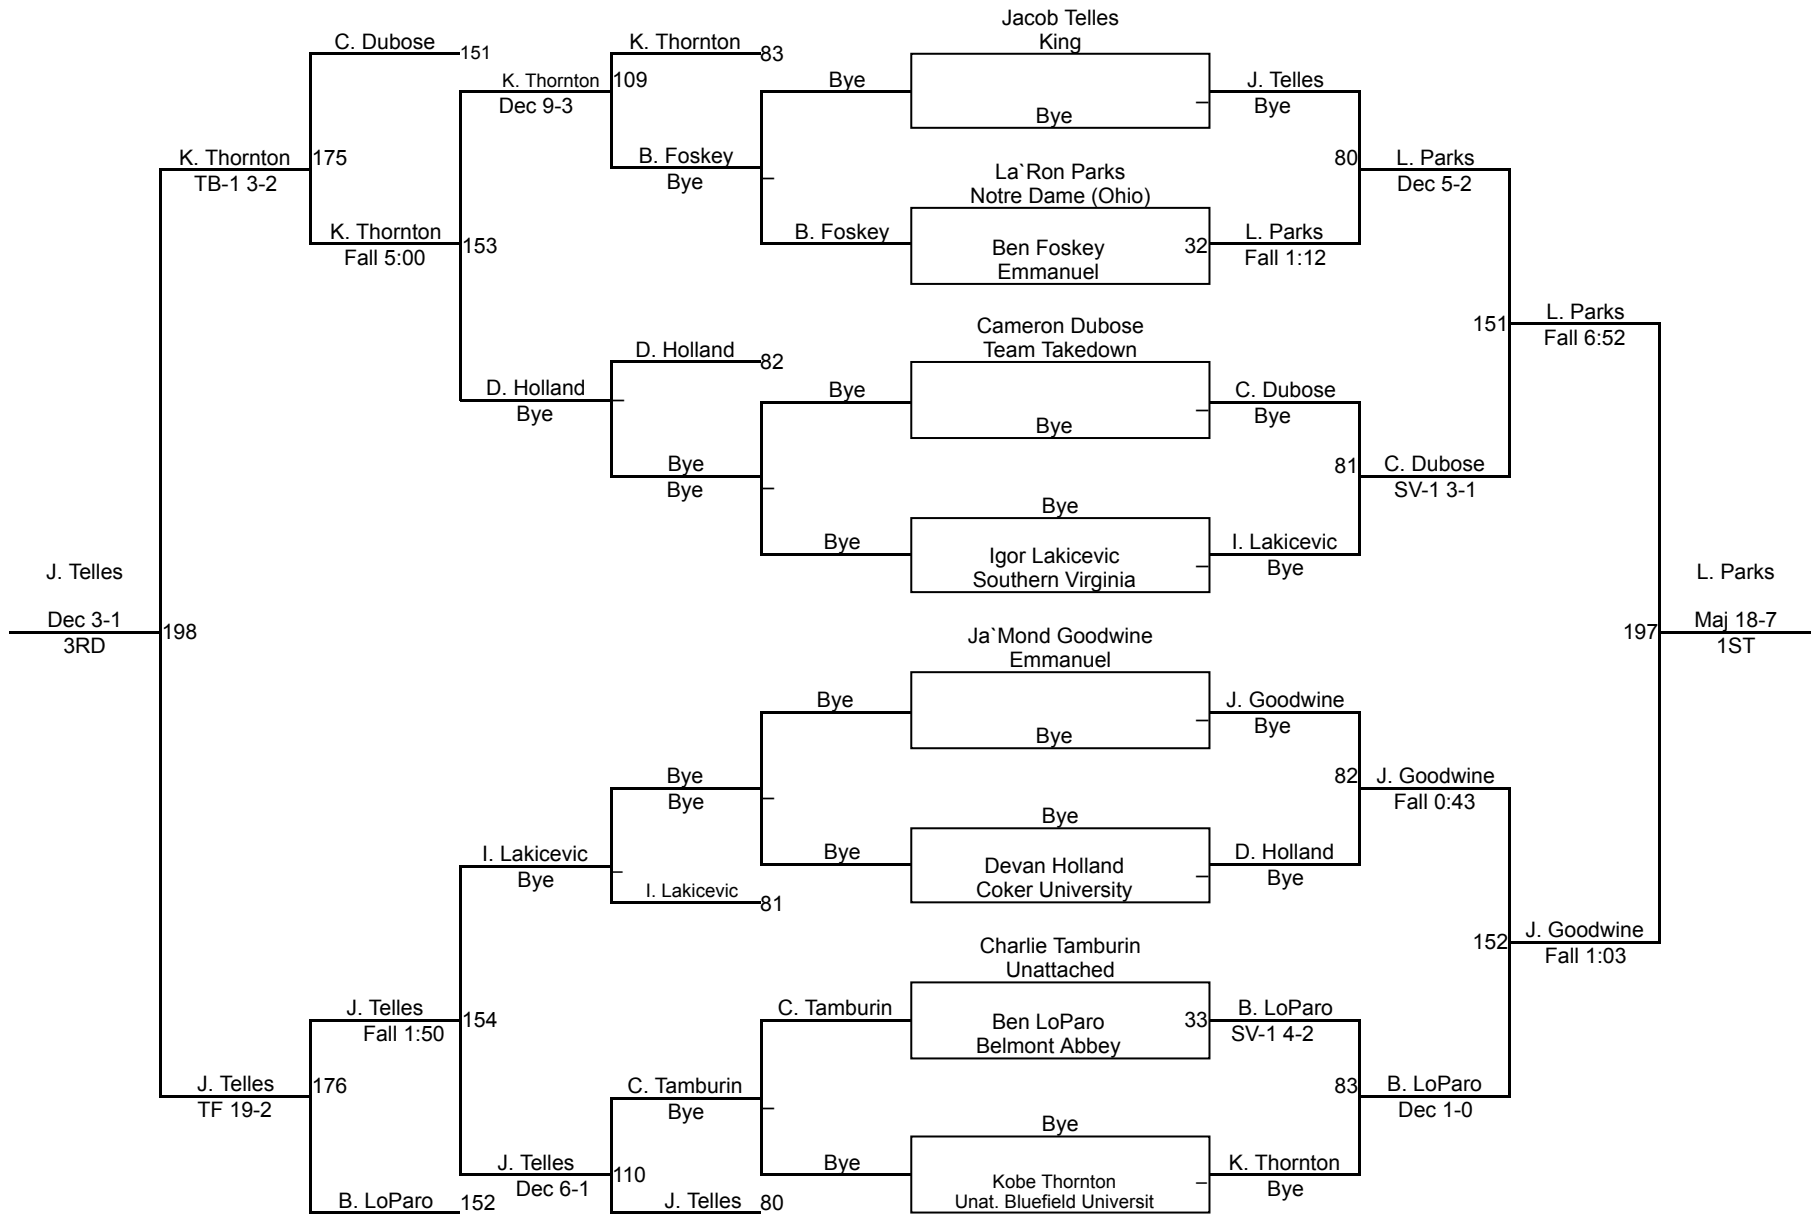 Jacob Telles
King
C. Dubose
151
K. Thornton
83
K. Thornton
109
Dec 9-3
Bye
J. Telles
Bye
Bye
K. Thornton
175
TB-1 3-2
B. Foskey
Bye
La`Ron Parks
Notre Dame (Ohio)
80
L. Parks
Dec 5-2
K. Thornton
Fall 5:00
153
B. Foskey
Ben Foskey
Emmanuel
32
L. Parks
Fall 1:12
Cameron Dubose
Team Takedown
151
L. Parks
Fall 6:52
D. Holland
82
D. Holland
Bye
Bye
C. Dubose
Bye
Bye
Bye
Bye
81
C. Dubose
SV-1 3-1
Bye
Bye
Igor Lakicevic
Southern Virginia
I. Lakicevic
Bye
J. Telles
Dec 3-1
3RD
198
L. Parks
197
Maj 18-7
1ST
Ja`Mond Goodwine
Emmanuel
Bye
J. Goodwine
Bye
Bye
Bye
Bye
82
J. Goodwine
Fall 0:43
Bye
I. Lakicevic
Bye
Bye
Devan Holland
Coker University
D. Holland
Bye
I. Lakicevic
81
Charlie Tamburin
Unattached
152
J. Goodwine
Fall 1:03
J. Telles
Fall 1:50
154
C. Tamburin
Ben LoParo
Belmont Abbey
33
B. LoParo
SV-1 4-2
J. Telles
TF 19-2
176
C. Tamburin
Bye
83
B. LoParo
Dec 1-0
Bye
J. Telles
Dec 6-1
110
Bye
Kobe Thornton
Unat. Bluefield Universit
K. Thornton
Bye
B. LoParo
152
J. Telles
80